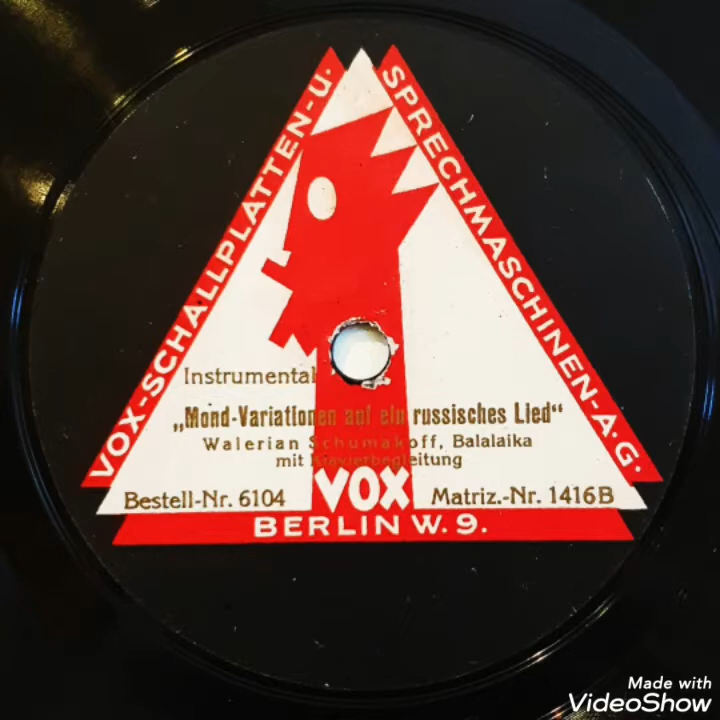 VOX-SCHALLPLATTEN-U.
SPRECHMASCHINEN-A.G.
Instrumental
„Mond-Variationen auf ein russisches Lied“
Walerian Schumakoff, Balalaika
mit Klavierbegleitung
Bestell-Nr. 6104
VOX
Matriz.-Nr. 1416B
BERLIN W. 9.
Made with
VideoShow